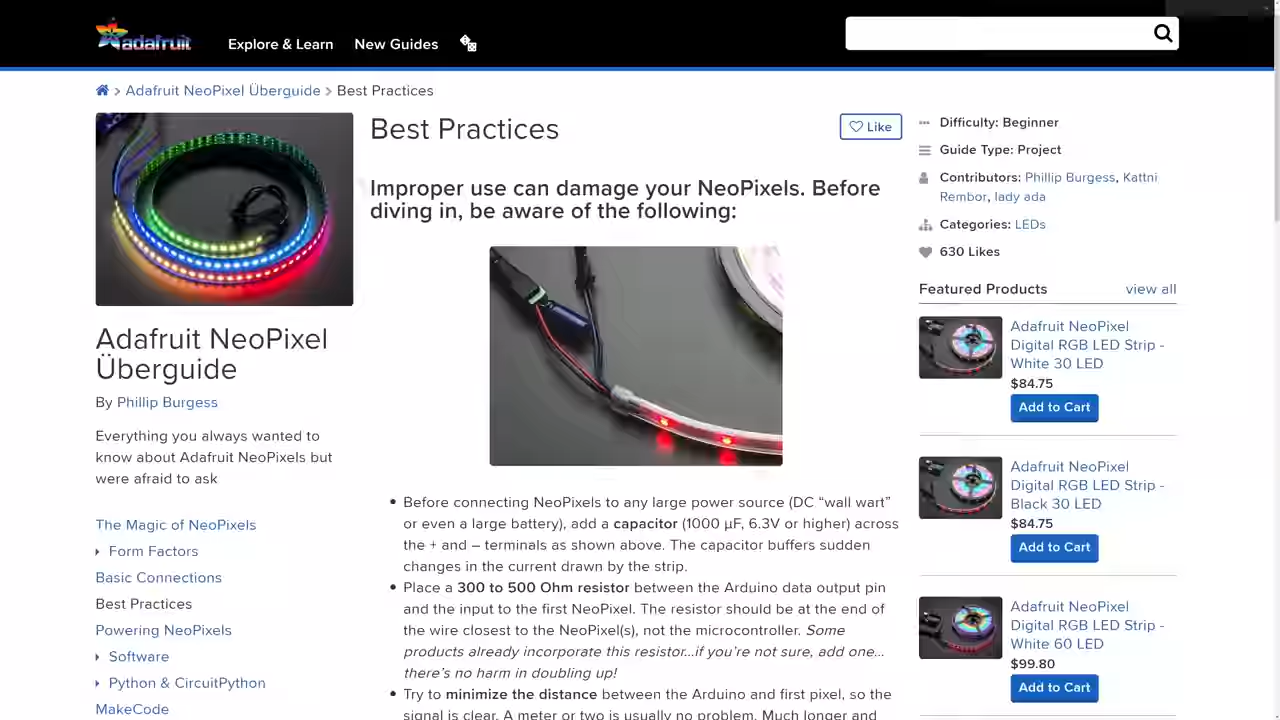 adafruit
Explore & Learn
New Guides
> Adafruit NeoPixel Überguide > Best Practices
Best Practices
Like
Improper use can damage your NeoPixels. Before
diving in, be aware of the following:
Adafruit NeoPixel
Überguide
By Phillip Burgess
Everything you always wanted to
know about Adafruit NeoPixels but
were afraid to ask
The Magic of NeoPixels
Form Factors
Basic Connections
Best Practices
Powering NeoPixels
Software
Python & CircuitPython
MakeCode
• Before connecting NeoPixels to any large power source (DC “wall wart”
or even a large battery), add a capacitor (1000 µF, 6.3V or higher) across
the + and – terminals as shown above. The capacitor buffers sudden
changes in the current drawn by the strip.
• Place a 300 to 500 Ohm resistor between the Arduino data output pin
and the input to the first NeoPixel. The resistor should be at the end of
the wire closest to the NeoPixel(s), not the microcontroller. Some
products already incorporate this resistor…if you’re not sure, add one…
there’s no harm in doubling up!
• Try to minimize the distance between the Arduino and first pixel, so the
signal is clear. A meter or two is usually no problem. Much longer and
Difficulty: Beginner
Guide Type: Project
Contributors: Phillip Burgess, Kattni
Rembor, lady ada
Categories: LEDs
630 Likes
Featured Products
view all
Adafruit NeoPixel
Digital RGB LED Strip -
White 30 LED
$84.75
Add to Cart
Adafruit NeoPixel
Digital RGB LED Strip -
Black 30 LED
$84.75
Add to Cart
Adafruit NeoPixel
Digital RGB LED Strip -
White 60 LED
$99.80
Add to Cart